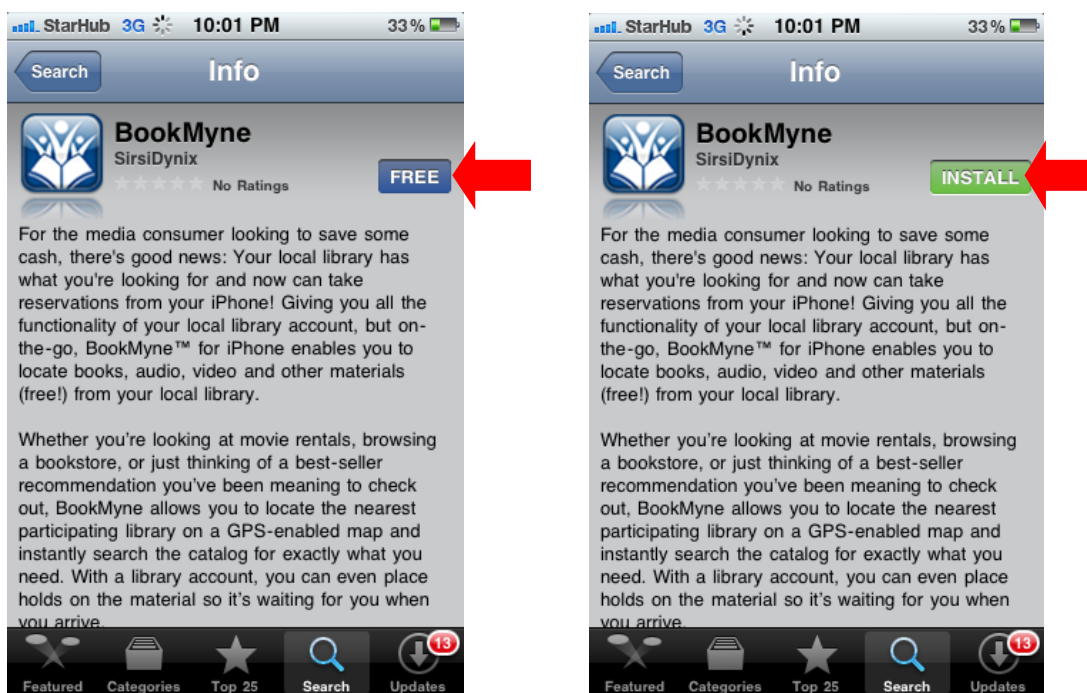 StarHub 3G 10:01 PM 33%
Search Info
BookMyne
SirsiDynix
No Ratings
FREE
For the media consumer looking to save some
cash, there's good news: Your local library has
what you're looking for and now can take
reservations from your iPhone! Giving you all the
functionality of your local library account, but on-
the-go, BookMyne™ for iPhone enables you to
locate books, audio, video and other materials
(free!) from your local library.
Whether you're looking at movie rentals, browsing
a bookstore, or just thinking of a best-seller
recommendation you've been meaning to check
out, BookMyne allows you to locate the nearest
participating library on a GPS-enabled map and
instantly search the catalog for exactly what you
need. With a library account, you can even place
holds on the material so it's waiting for you when
you arrive.
13
Featured Categories Top 25 Search Updates
StarHub 3G 10:01 PM 33%
Search Info
BookMyne
SirsiDynix
No Ratings
INSTALL
For the media consumer looking to save some
cash, there's good news: Your local library has
what you're looking for and now can take
reservations from your iPhone! Giving you all the
functionality of your local library account, but on-
the-go, BookMyne™ for iPhone enables you to
locate books, audio, video and other materials
(free!) from your local library.
Whether you're looking at movie rentals, browsing
a bookstore, or just thinking of a best-seller
recommendation you've been meaning to check
out, BookMyne allows you to locate the nearest
participating library on a GPS-enabled map and
instantly search the catalog for exactly what you
need. With a library account, you can even place
holds on the material so it's waiting for you when
you arrive.
13
Featured Categories Top 25 Search Updates